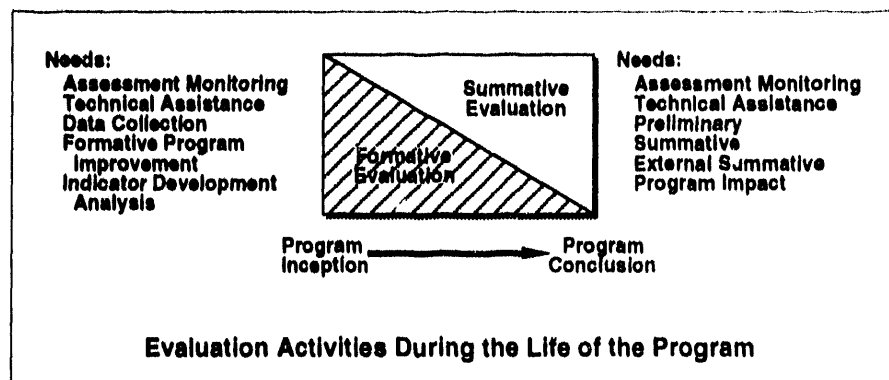 Needs:
Assessment Monitoring
Technical Assistance
Data Collection
Formative Program
Improvement
Indicator Development
Analysis
Summative
Evaluation
Formative
Evaluation
Needs:
Assessment Monitoring
Technical Assistance
Preliminary
Summative
External Summative
Program Impact
Program
Inception
Program
Conclusion
Evaluation Activities During the Life of the Program